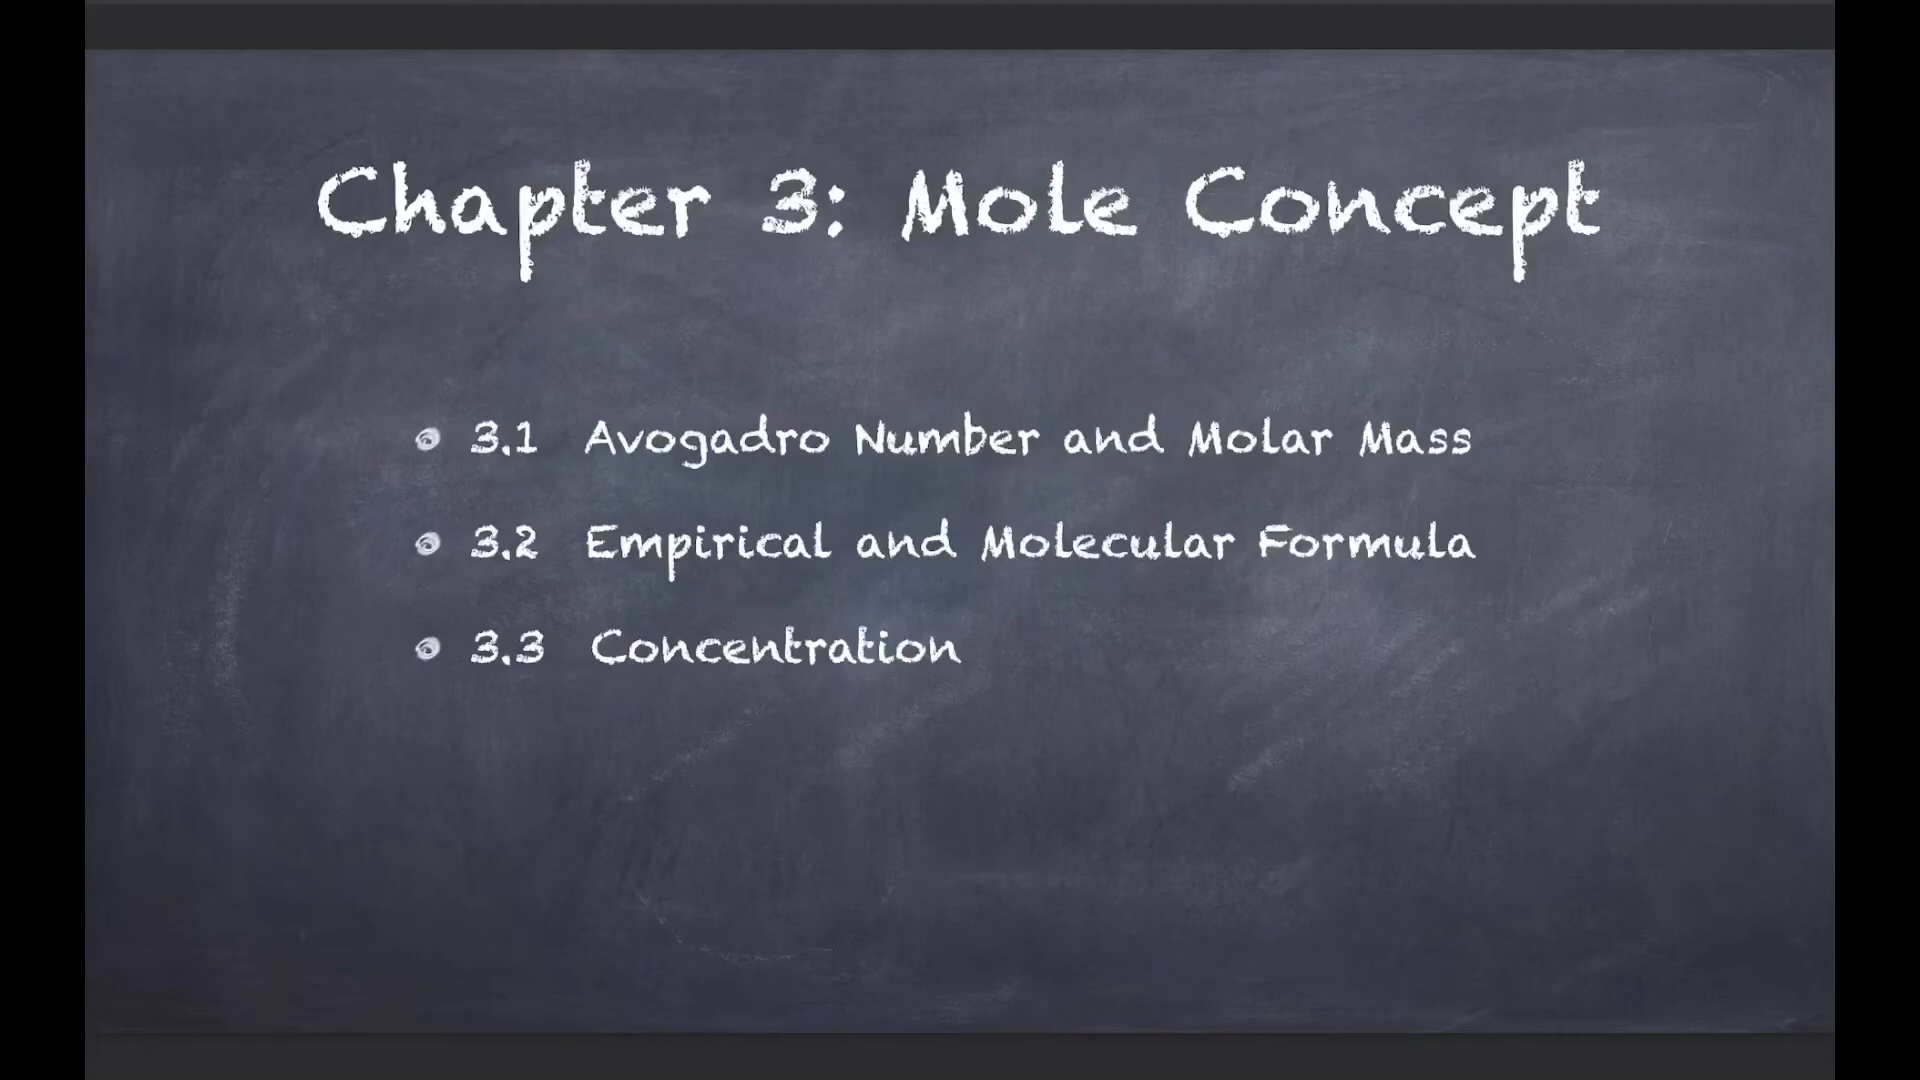 Chapter 3: Mole Concept
3.1 Avogadro Number and Molar Mass
3.2 Empirical and Molecular Formula
3.3 Concentration